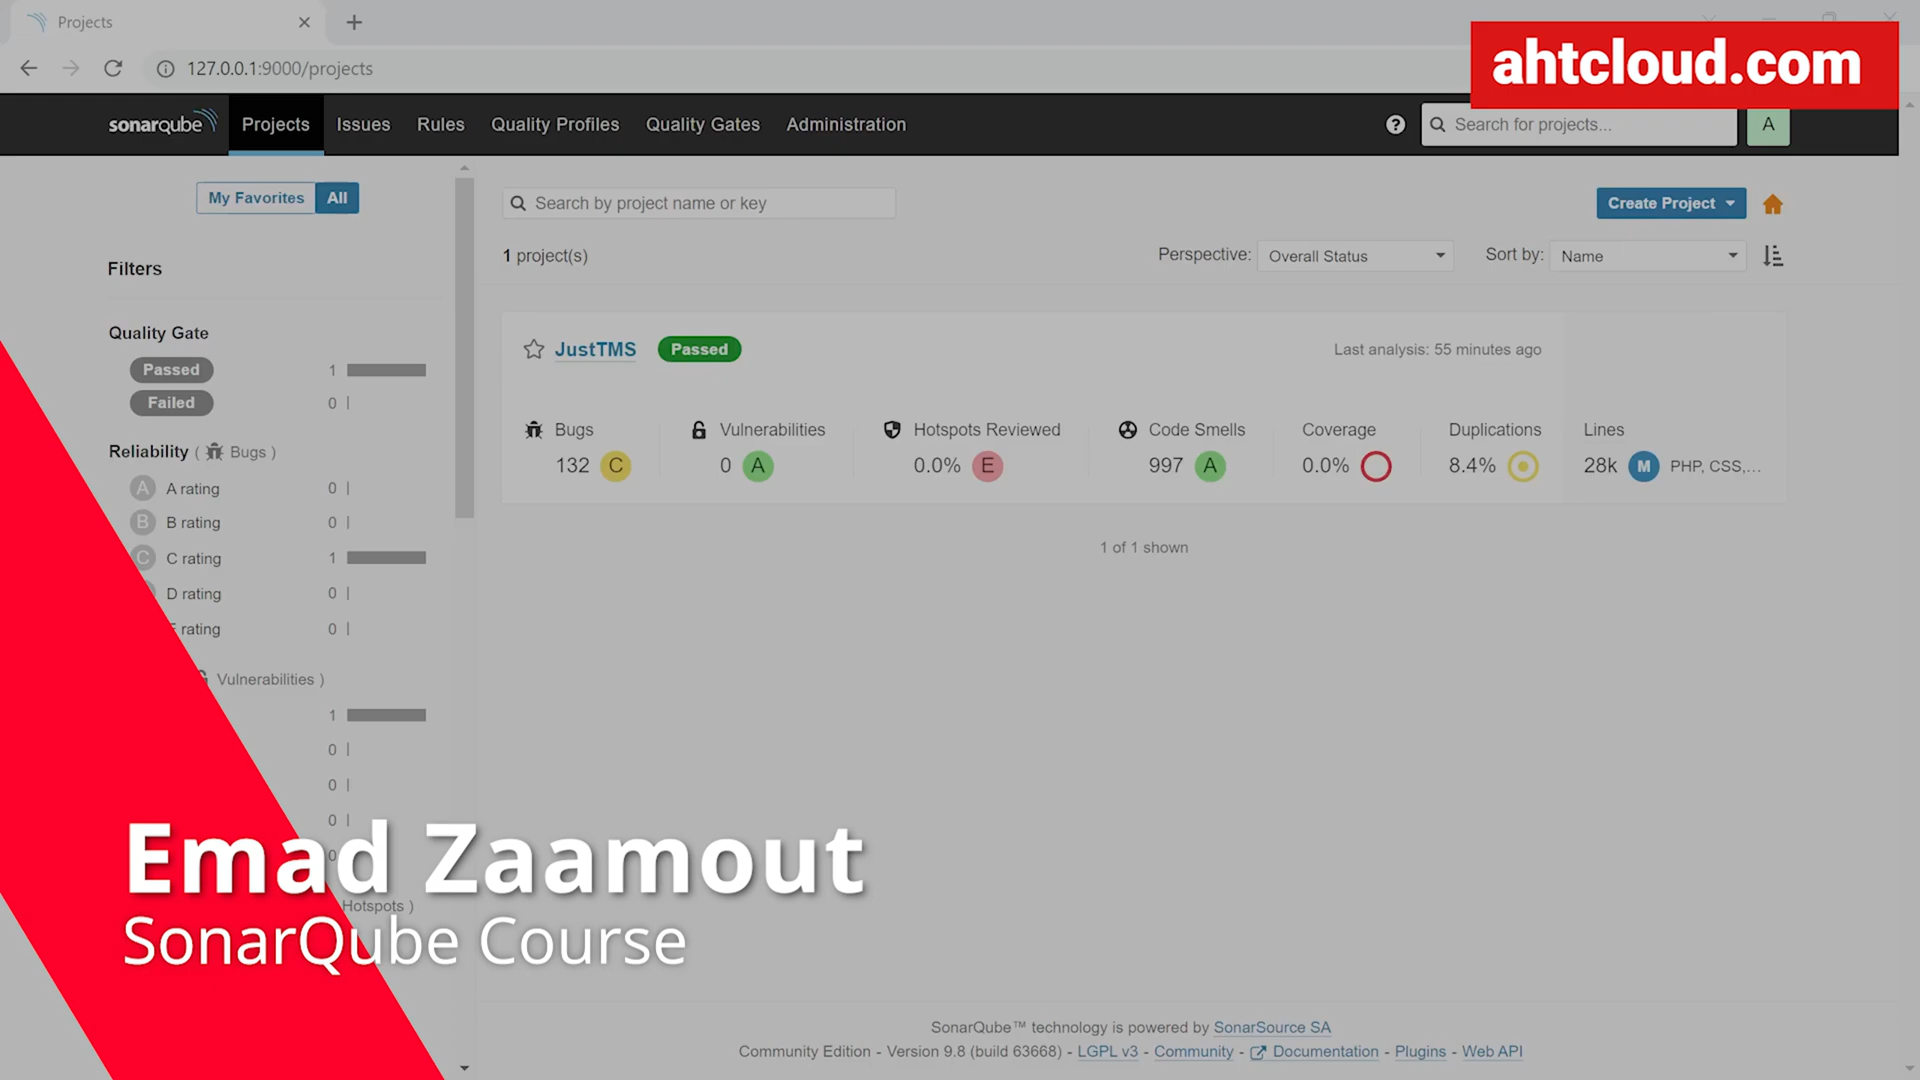 Projects
127.0.0.1:9000/projects
ahtcloud.com
sonarqube Projects Issues Rules Quality Profiles Quality Gates Administration ? Search for projects... A
My Favorites All
Search by project name or key
Create Project
1 project(s)
Perspective: Overall Status
Sort by: Name
Filters
Quality Gate
Passed 1
Failed 0
Reliability ( Bugs )
A A rating 0
B B rating 0
C C rating 1
D rating 0
rating 0
Vulnerabilities )
1
0
0
0
0
Hotspots )
JustTMS Passed
Last analysis: 55 minutes ago
Bugs Vulnerabilities Hotspots Reviewed Code Smells Coverage Duplications Lines
132 C 0 A 0.0% E 997 A 0.0% 8.4% 28k M PHP, CSS,...
1 of 1 shown
Emad Zaamout
SonarQube Course
SonarQube™ technology is powered by SonarSource SA
Community Edition - Version 9.8 (build 63668) - LGPL v3 - Community - Documentation - Plugins - Web API